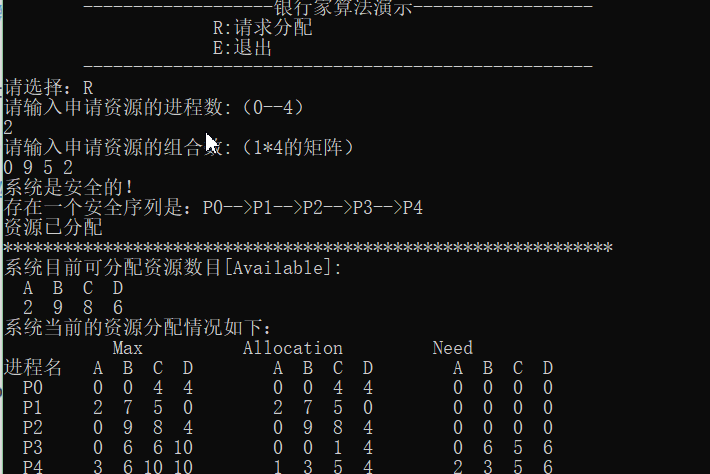 --------------------银行家算法演示------------------
R:请求分配
E:退出
---------------------------------------------------
请选择：R
请输入申请资源的进程数:（0--4）
2
请输入申请资源的组合数:（1*4的矩阵）
0 9 5 2
系统是安全的！
存在一个安全序列是：P0-->P1-->P2-->P3-->P4
资源已分配
*************************************************************
系统目前可分配资源数目[Available]:
A B C D
2 9 8 6
系统当前的资源分配情况如下：
Max Allocation Need
进程名 A B C D A B C D A B C D
P0 0 0 4 4 0 0 4 4 0 0 0 0
P1 2 7 5 0 2 7 5 0 0 0 0 0
P2 0 9 8 4 0 9 8 4 0 0 0 0
P3 0 6 6 10 0 0 1 4 0 6 5 6
P4 3 6 10 10 1 3 5 4 2 3 5 6